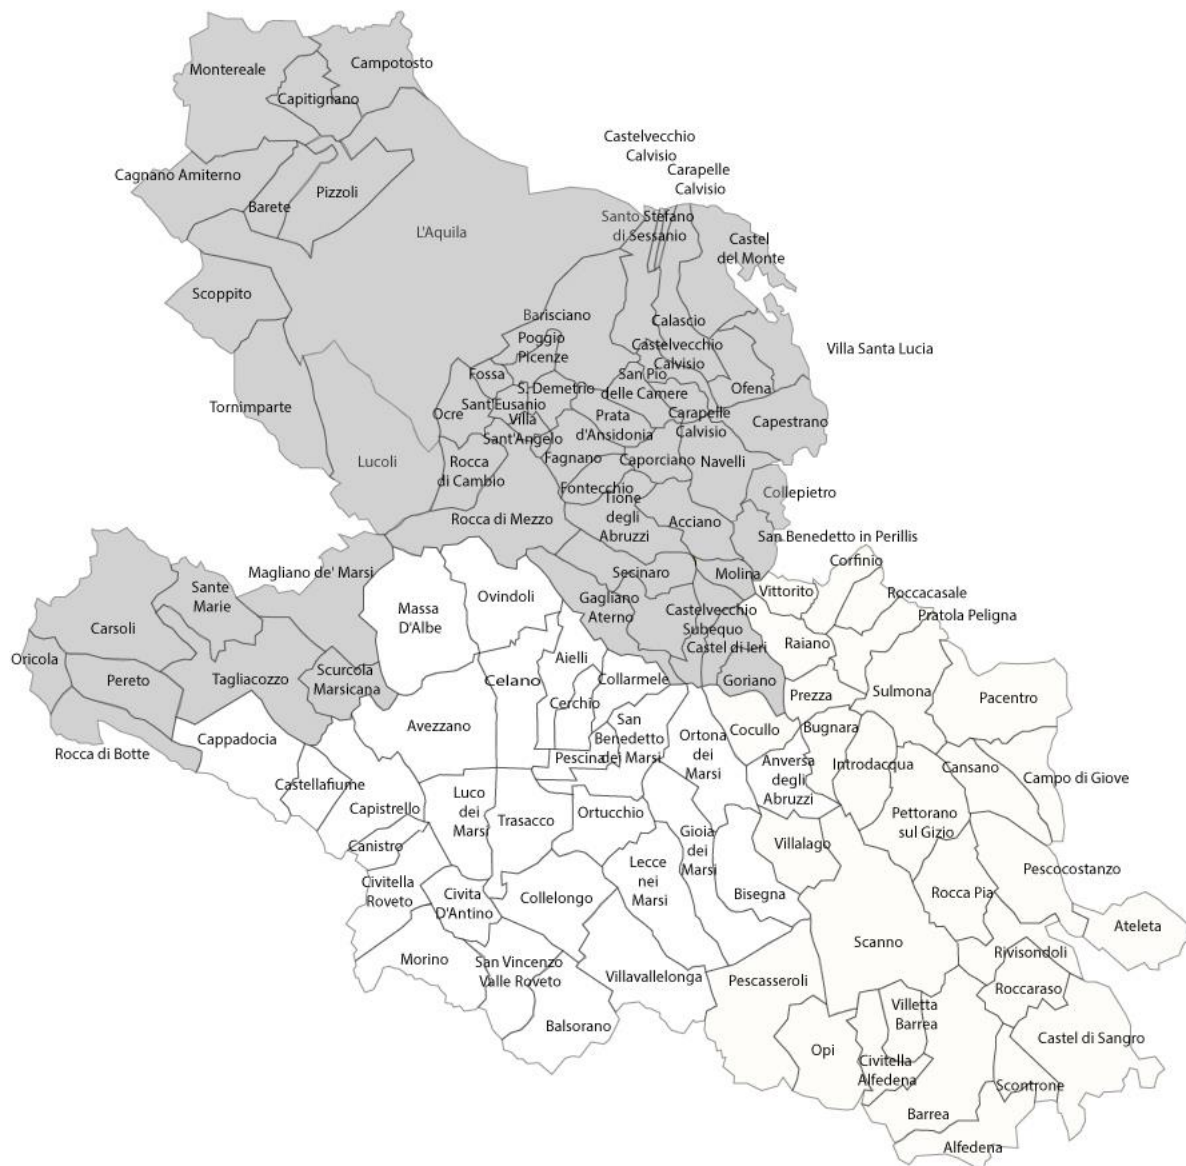 Montereale
Campotosto
Capitignano
Castelvecchio
Calvisio
Carapelle
Calvisio
Cagnano Amiterno
Pizzoli
Barete
Santo Stefano
di Sessanio
L'Aquila
Castel
del Monte
Scoppito
Barisciano
Calascio
Poggio
Picenze
Castelvecchio
Calvisio
Villa Santa Lucia
Fossa
San Pio
delle Camere
S. Demetrio
Ofena
Tornimparte
Ocre
Sant'Eusanio
Villa
Sant'Angelo
Prata
d'Ansidonia
Carapelle
Calvisio
Capestrano
Lucoli
Rocca
di Cambio
Fagnano
Caporciano
Navelli
Fontecchio
Collepietro
Tione
degli
Abruzzi
Rocca di Mezzo
Acciano
San Benedetto in Perillis
Corfinio
Magliano de' Marsi
Sante
Marie
Secinaro
Molina
Vittorito
Roccacasale
Massa
D'Albe
Ovindoli
Gagliano
Aterno
Castelvecchio
Subequo
Pratola Peligna
Carsoli
Raiano
Castel di Ieri
Oricola
Aielli
Pereto
Tagliacozzo
Scurcola
Marsicana
Celano
Collarmele
Goriano
Prezza
Sulmona
Pacentro
Cerchio
Avezzano
San
Benedetto
dei Marsi
Cocullo
Bugnara
Rocca di Botte
Cappadocia
Pescina
Ortona
dei
Marsi
Anversa
degli
Abruzzi
Introdacqua
Cansano
Campo di Giove
Castellafiume
Capistrello
Luco
dei
Marsi
Trasacco
Ortucchio
Pettorano
sul Gizio
Canistro
Gioia
dei
Marsi
Villalago
Lecce
nei
Marsi
Pescocostanzo
Civitella
Roveto
Civita
D'Antino
Collelongo
Bisegna
Rocca Pia
Ateleta
Scanno
Morino
San Vincenzo
Valle Roveto
Villavallelonga
Pescasseroli
Rivisondoli
Roccaraso
Balsorano
Villetta
Barrea
Castel di Sangro
Opi
Civitella
Alfedena
Scontrone
Barrea
Alfedena